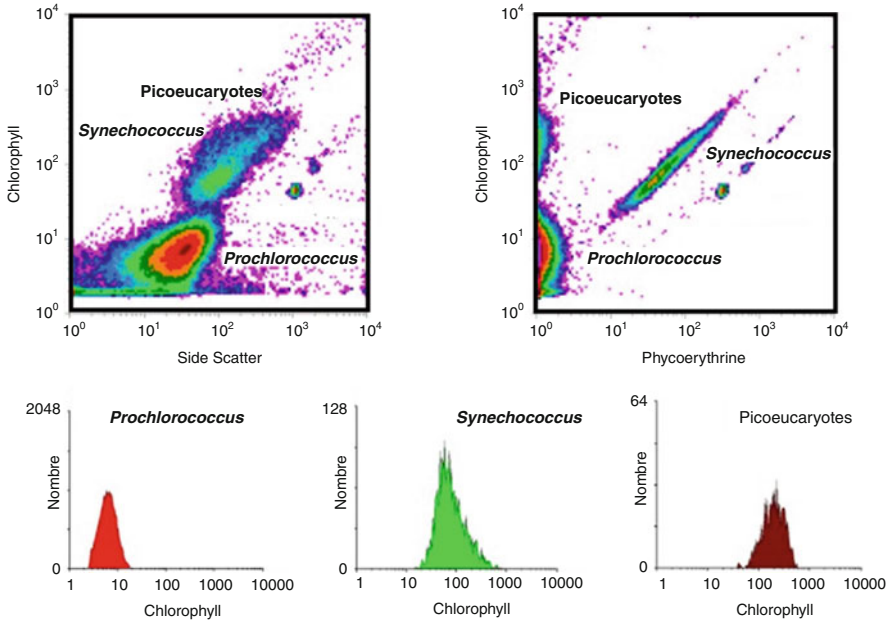 10⁴
10³
10²
10¹
10⁰
Chlorophyll
Picoeucaryotes
Synechococcus
Prochlorococcus
10⁰ 10¹ 10² 10³ 10⁴
Side Scatter
10⁴
10³
10²
10¹
10⁰
Chlorophyll
Picoeucaryotes
Synechococcus
Prochlorococcus
10⁰ 10¹ 10² 10³ 10⁴
Phycoerythrine
2048
Prochlorococcus
Nombre
0
1 10 100 1000 10000
Chlorophyll
128
Synechococcus
Nombre
0
1 10 100 1000 10000
Chlorophyll
64
Picoeucaryotes
Nombre
0
1 10 100 1000 10000
Chlorophyll